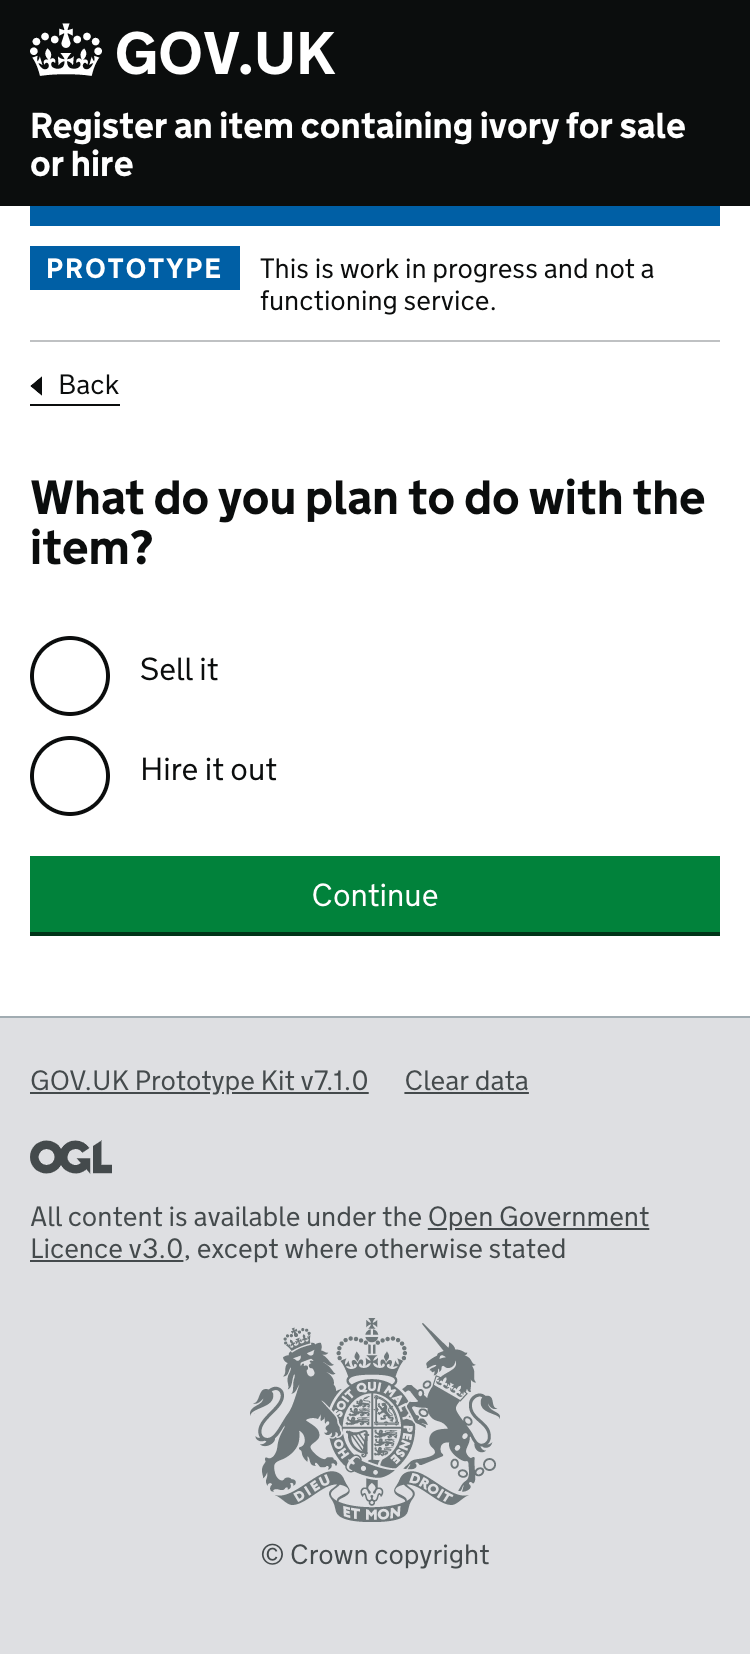 GOV.UK
Register an item containing ivory for sale
or hire
PROTOTYPE
This is work in progress and not a
functioning service.
Back
What do you plan to do with the
item?
Sell it
Hire it out
Continue
GOV.UK Prototype Kit v7.1.0 Clear data
OGL
All content is available under the Open Government
Licence v3.0, except where otherwise stated
SOIT QUI MAL Y PENSE
HON
DIEU ET MON DROIT
© Crown copyright